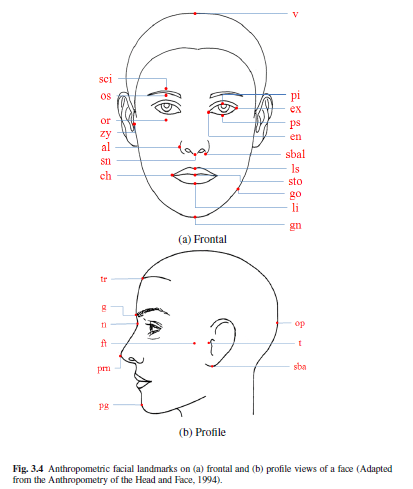 v
sci
os
pi
ex
or
ps
zy
en
al
sbal
sn
ls
ch
sto
go
li
gn
(a) Frontal
tr
g
n
op
ft
t
prn
sba
pg
(b) Profile
Fig. 3.4 Anthropometric facial landmarks on (a) frontal and (b) profile views of a face (Adapted
from the Anthropometry of the Head and Face, 1994).